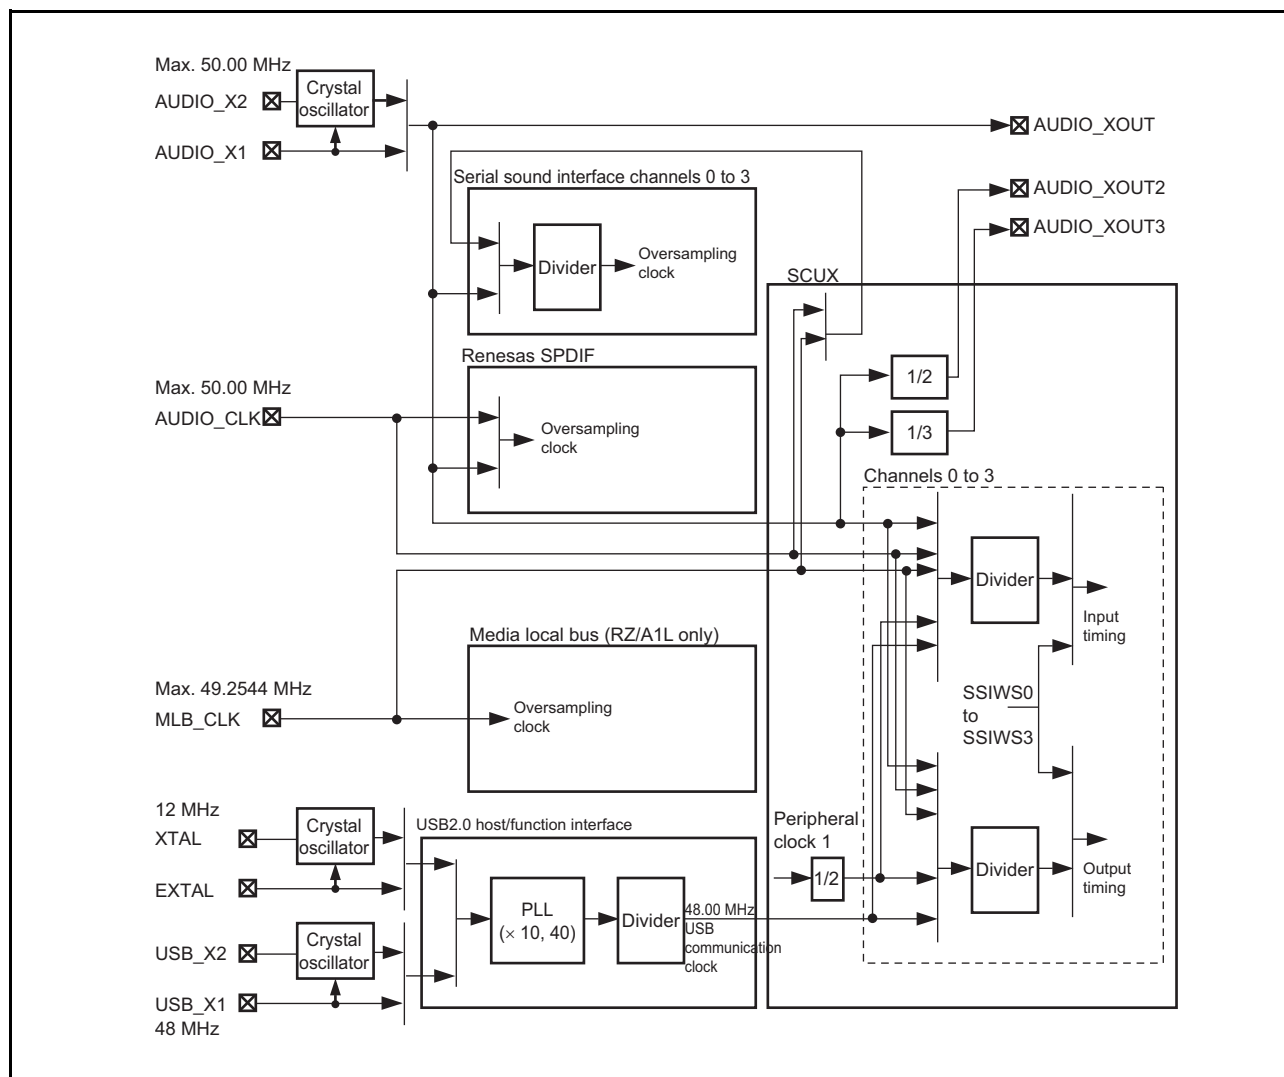 Max. 50.00 MHz
AUDIO_X2
Crystal
oscillator
AUDIO_X1
AUDIO_XOUT
Serial sound interface channels 0 to 3
AUDIO_XOUT2
AUDIO_XOUT3
Divider
Oversampling
clock
SCUX
Renesas SPDIF
Max. 50.00 MHz
AUDIO_CLK
Oversampling
clock
1/2
1/3
Channels 0 to 3
Divider
Input
timing
Media local bus (RZ/A1L only)
Max. 49.2544 MHz
MLB_CLK
Oversampling
clock
SSIWS0
to
SSIWS3
12 MHz
XTAL
Crystal
oscillator
EXTAL
USB2.0 host/function interface
Peripheral
clock 1
1/2
Divider
Output
timing
PLL
(× 10, 40)
Divider
48.00 MHz
USB
communication
clock
USB_X2
Crystal
oscillator
USB_X1
48 MHz